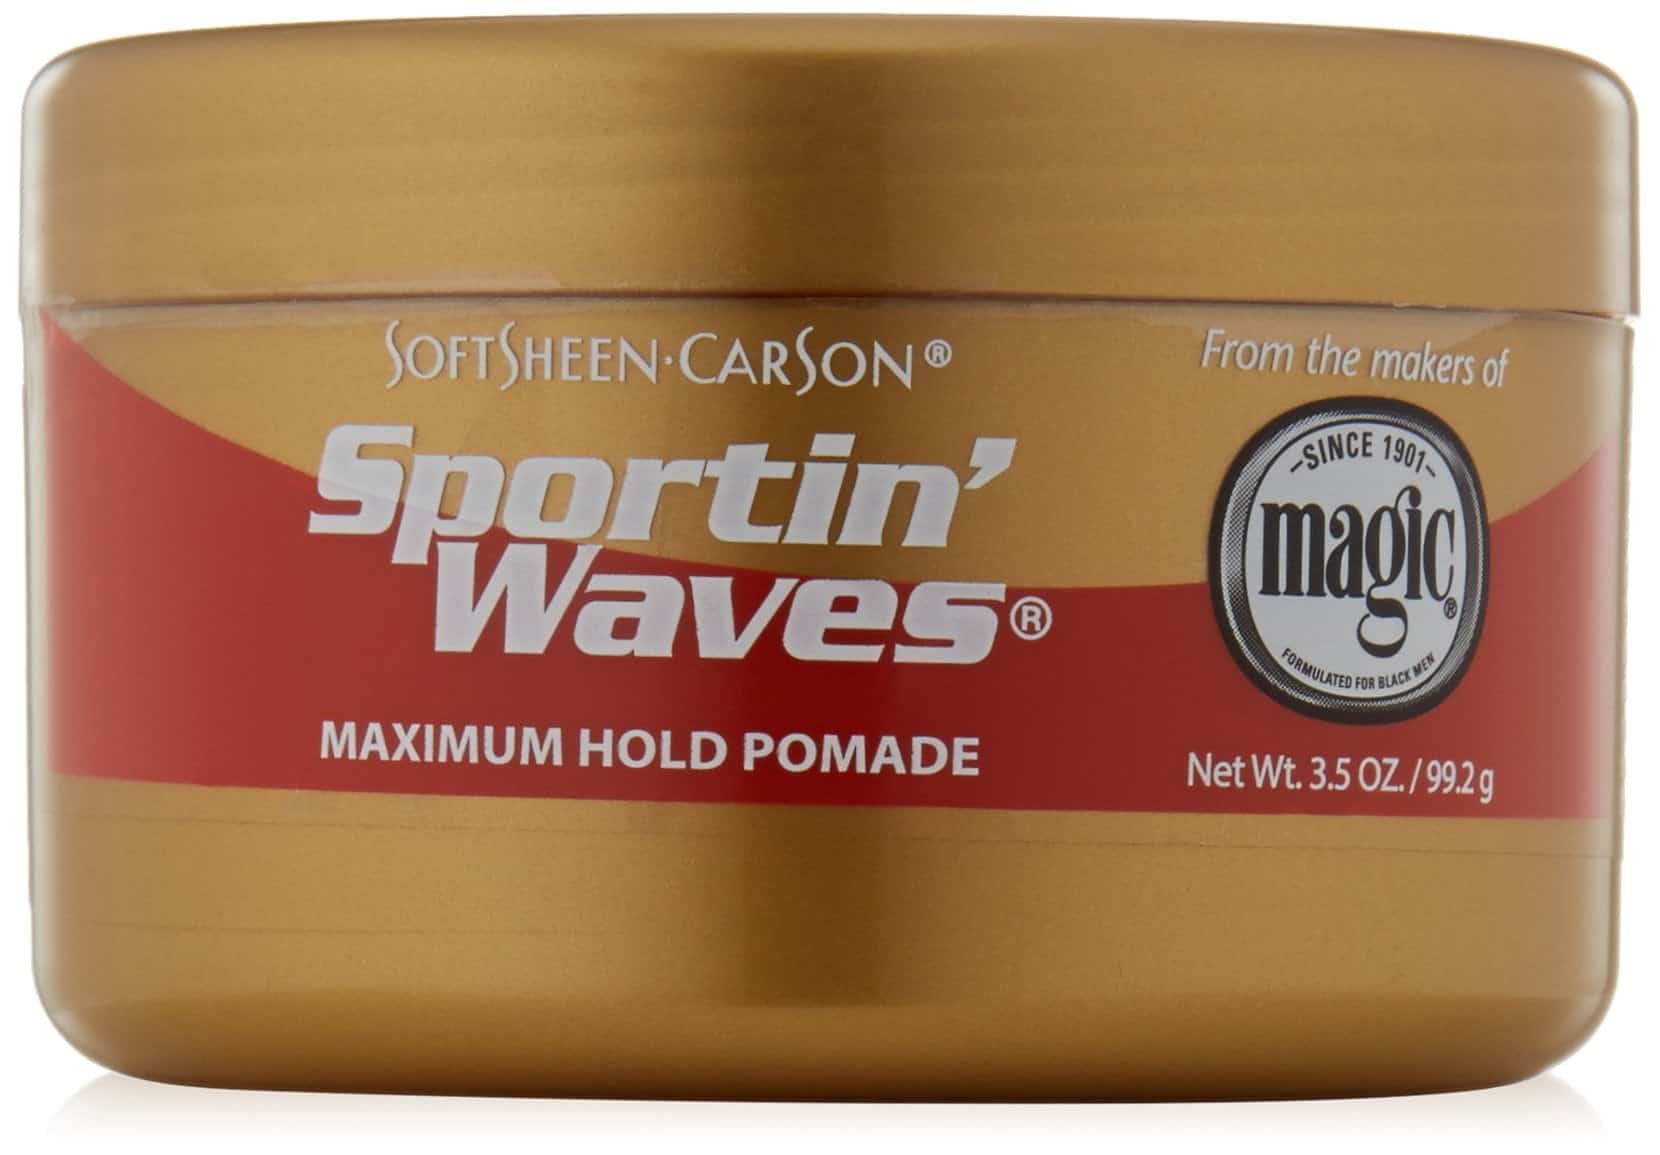 SOFTSHEEN·CARSON®
Sportin'
Waves®
MAXIMUM HOLD POMADE
From the makers of
–SINCE 1901–
magic®
FORMULATED FOR BLACK MEN
Net Wt. 3.5 OZ. / 99.2 g